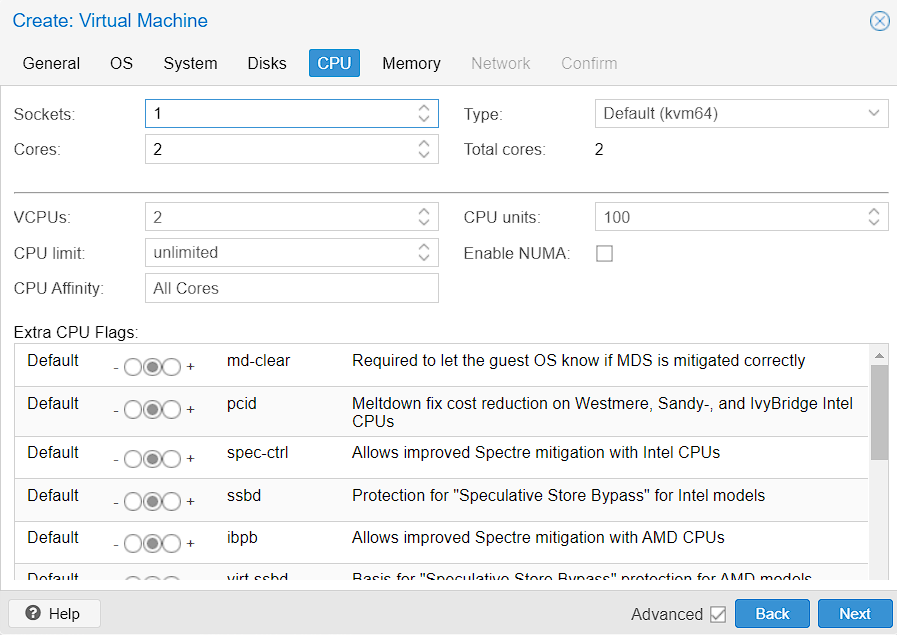 Create: Virtual Machine
General OS System Disks CPU Memory Network Confirm
Sockets: 1 Type: Default (kvm64)
Cores: 2 Total cores: 2
VCPUs: 2 CPU units: 100
CPU limit: unlimited Enable NUMA:
CPU Affinity: All Cores
Extra CPU Flags:
Default - + md-clear Required to let the guest OS know if MDS is mitigated correctly
Default - + pcid Meltdown fix cost reduction on Westmere, Sandy-, and IvyBridge Intel
CPUs
Default - + spec-ctrl Allows improved Spectre mitigation with Intel CPUs
Default - + ssbd Protection for "Speculative Store Bypass" for Intel models
Default - + ibpb Allows improved Spectre mitigation with AMD CPUs
Default virt-ssbd Basis for "Speculative Store Bypass" protection for AMD models
Help Advanced Back Next